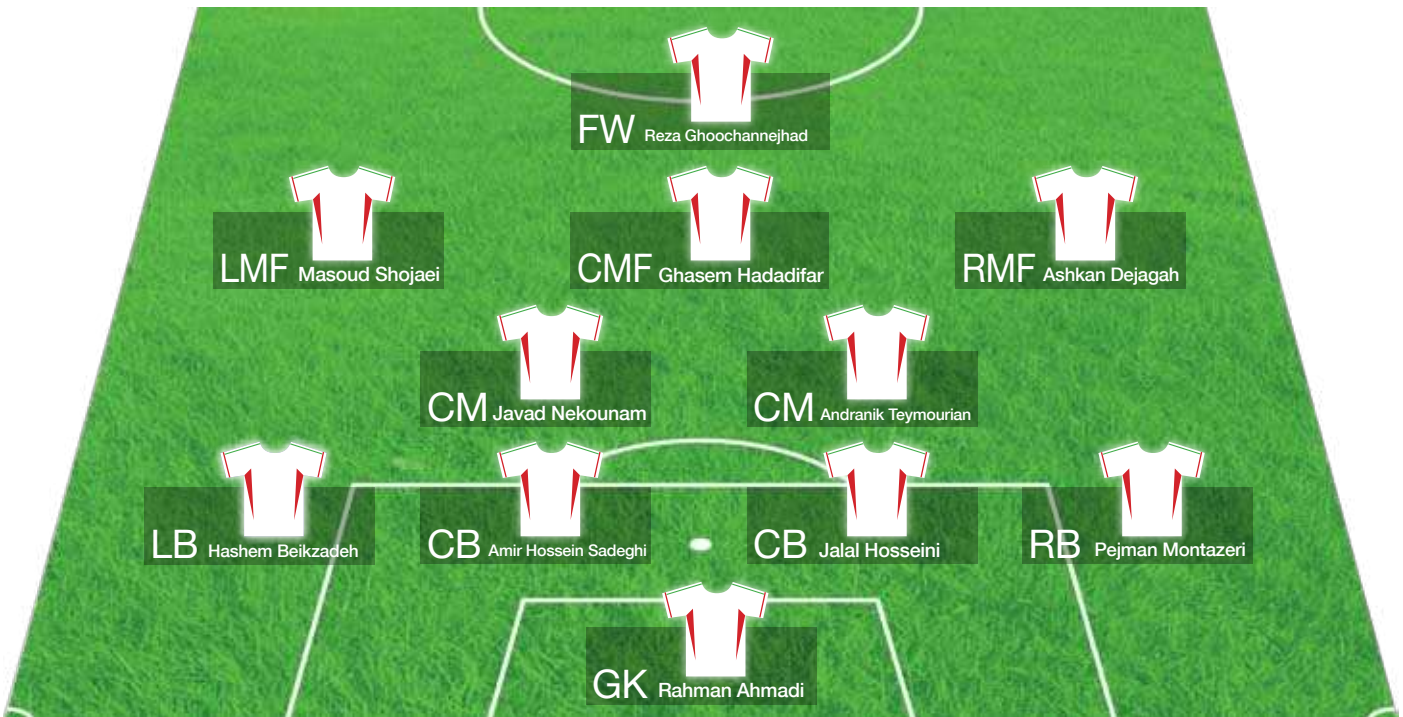 FW Reza Ghoochannejhad
LMF Masoud Shojaei
CMF Ghasem Hadadifar
RMF Ashkan Dejagah
CM Javad Nekounam
CM Andranik Teymourian
LB Hashem Beikzadeh
CB Amir Hossein Sadeghi
CB Jalal Hosseini
RB Pejman Montazeri
GK Rahman Ahmadi